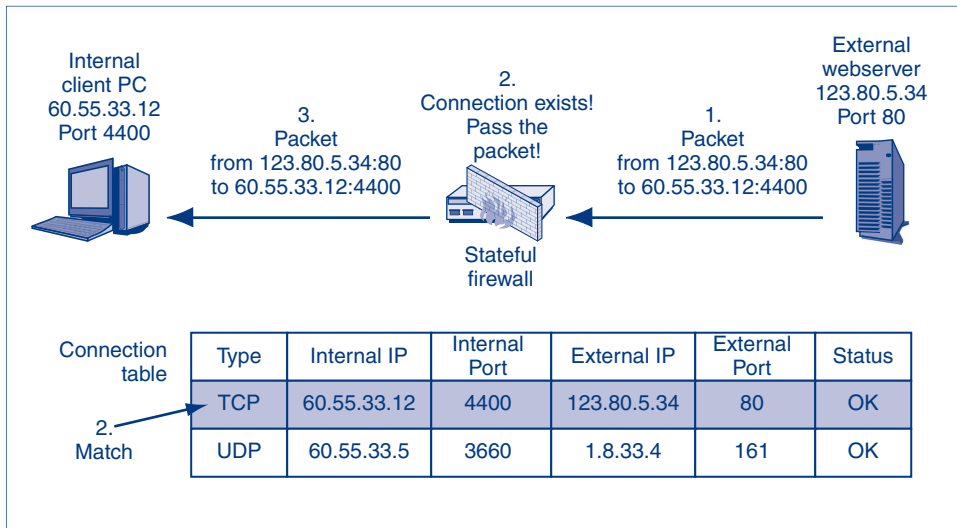 Internal
client PC
60.55.33.12
Port 4400
3.
Packet
from 123.80.5.34:80
to 60.55.33.12:4400
2.
Connection exists!
Pass the
packet!
Stateful
firewall
1.
Packet
from 123.80.5.34:80
to 60.55.33.12:4400
External
webserver
123.80.5.34
Port 80
Connection
table
2.
Match
Type Internal IP Internal Port External IP External Port Status
TCP 60.55.33.12 4400 123.80.5.34 80 OK
UDP 60.55.33.5 3660 1.8.33.4 161 OK